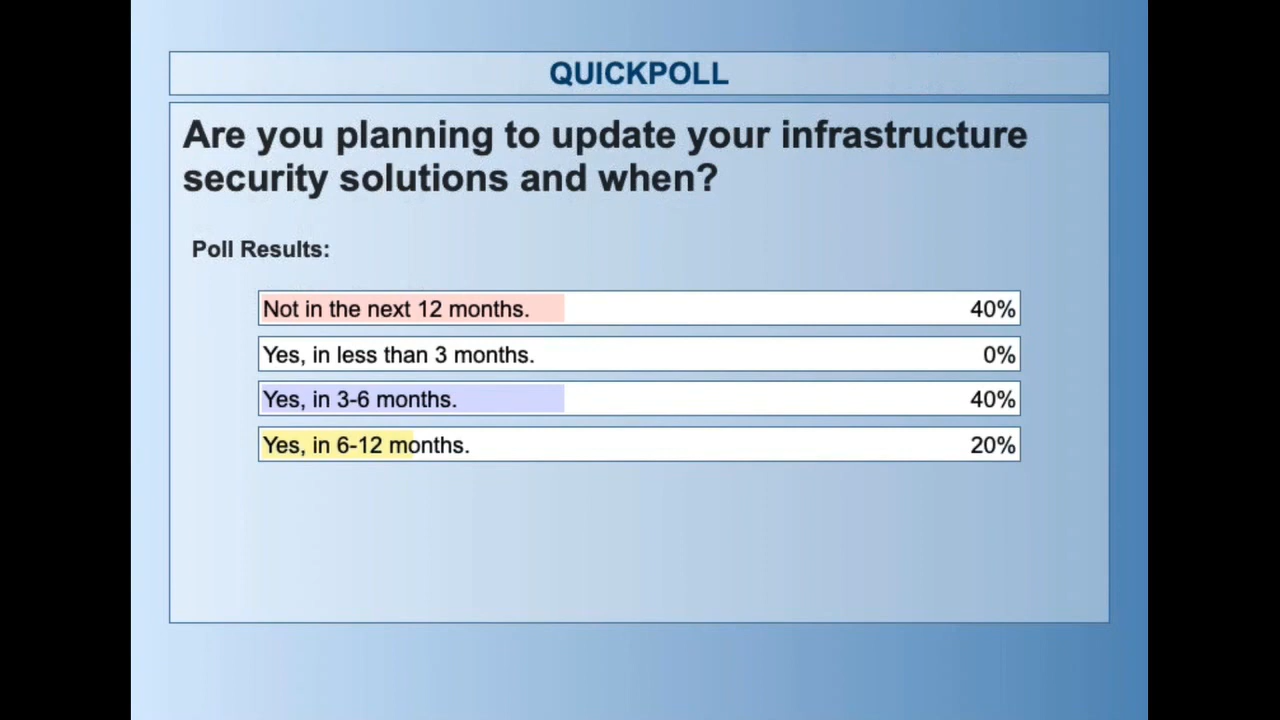 QUICKPOLL
Are you planning to update your infrastructure
security solutions and when?
Poll Results:
Not in the next 12 months. 40%
Yes, in less than 3 months. 0%
Yes, in 3-6 months. 40%
Yes, in 6-12 months. 20%